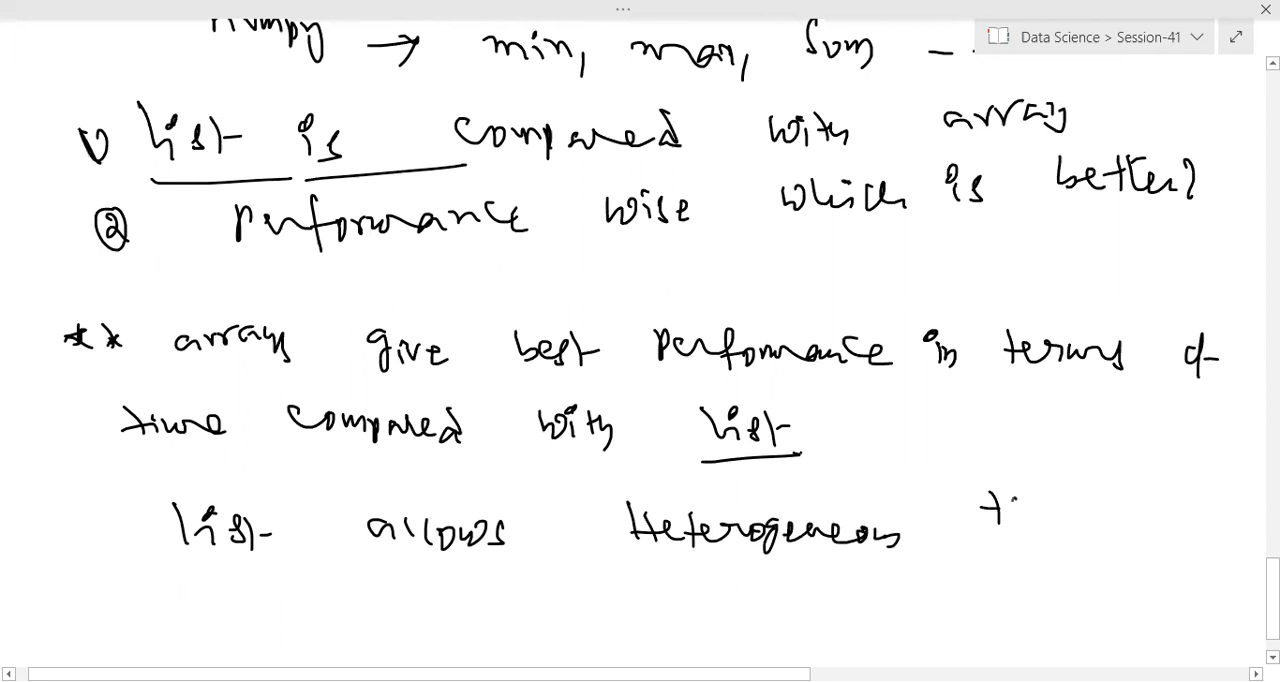 Numpy → min, max, Sum -
Data Science > Session-41
1) list is compared with array
② Performance wise which is better?
** arrays give best Performance in terms of
time compared with list
list allows Heterogeneous